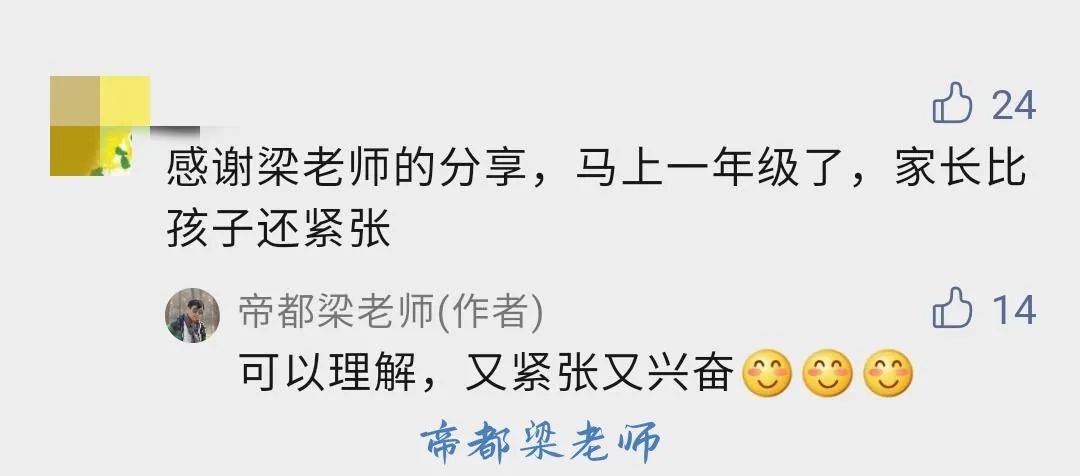 24
感谢梁老师的分享，马上一年级了，家长比
孩子还紧张
帝都梁老师(作者)
14
可以理解，又紧张又兴奋😊😊😊
帝都梁老师